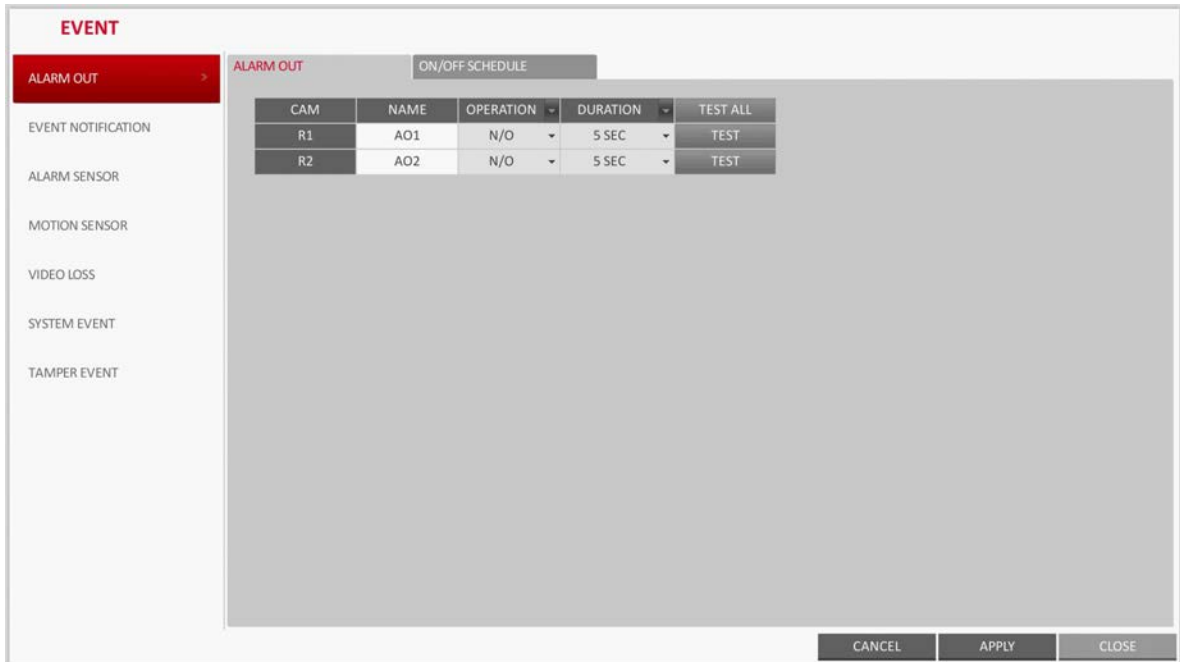 EVENT
ALARM OUT >
EVENT NOTIFICATION
ALARM SENSOR
MOTION SENSOR
VIDEO LOSS
SYSTEM EVENT
TAMPER EVENT
ALARM OUT ON/OFF SCHEDULE
CAM NAME OPERATION DURATION TEST ALL
R1 AO1 N/O 5 SEC TEST
R2 AO2 N/O 5 SEC TEST
CANCEL APPLY CLOSE